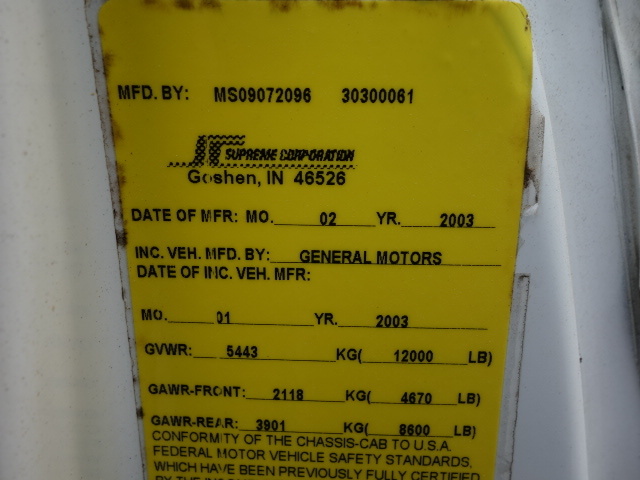 MFD. BY: MS09072096 30300061
SUPREME CORPORATION
Goshen, IN 46526
DATE OF MFR: MO. 02 YR. 2003
INC. VEH. MFD. BY: GENERAL MOTORS
DATE OF INC. VEH. MFR:
MO. 01 YR. 2003
GVWR: 5443 KG( 12000 LB)
GAWR-FRONT: 2118 KG( 4670 LB)
GAWR-REAR: 3901 KG( 8600 LB)
CONFORMITY OF THE CHASSIS-CAB TO U.S.A.
FEDERAL MOTOR VEHICLE SAFETY STANDARDS,
WHICH HAVE BEEN PREVIOUSLY FULLY CERTIFIED